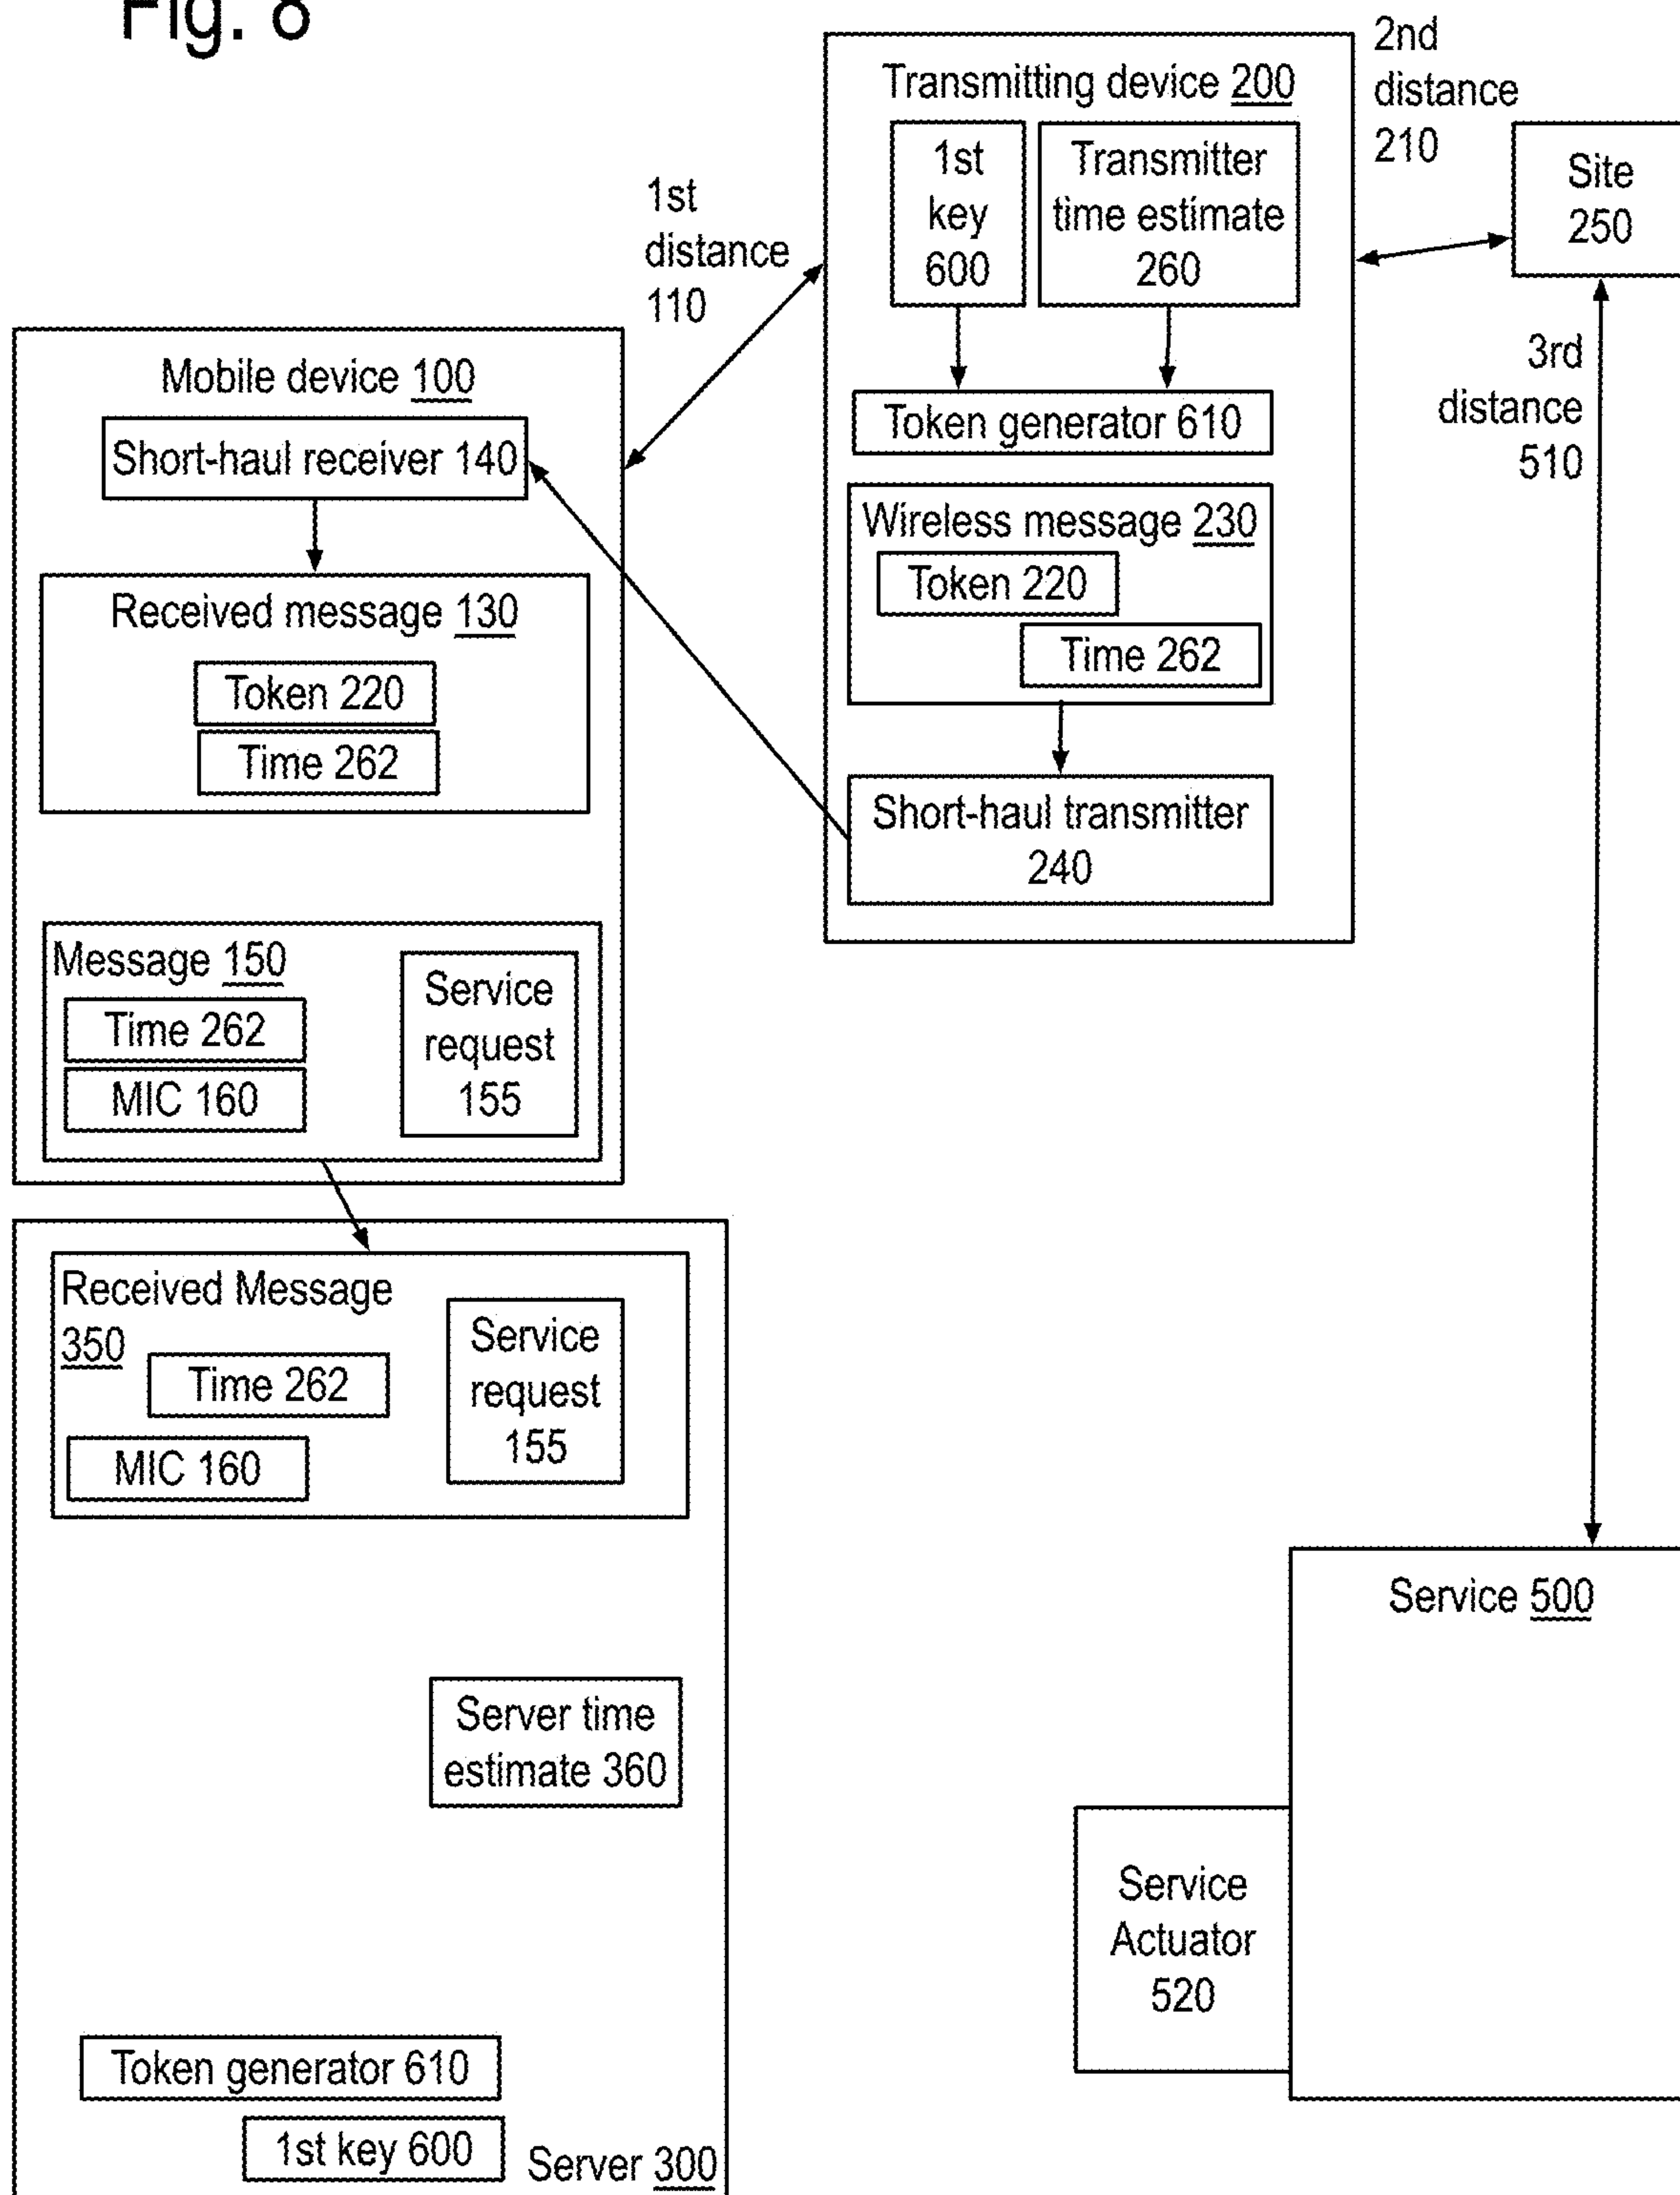 Fig. 8
Transmitting device 200
1st
key
600
Transmitter
time estimate
260
Token generator 610
Wireless message 230
Token 220
Time 262
Short-haul transmitter
240
2nd
distance
210
Site
250
1st
distance
110
3rd
distance
510
Mobile device 100
Short-haul receiver 140
Received message 130
Token 220
Time 262
Message 150
Time 262
MIC 160
Service
request
155
Received Message
350
Time 262
MIC 160
Service
request
155
Server time
estimate 360
Token generator 610
1st key 600
Server 300
Service 500
Service
Actuator
520